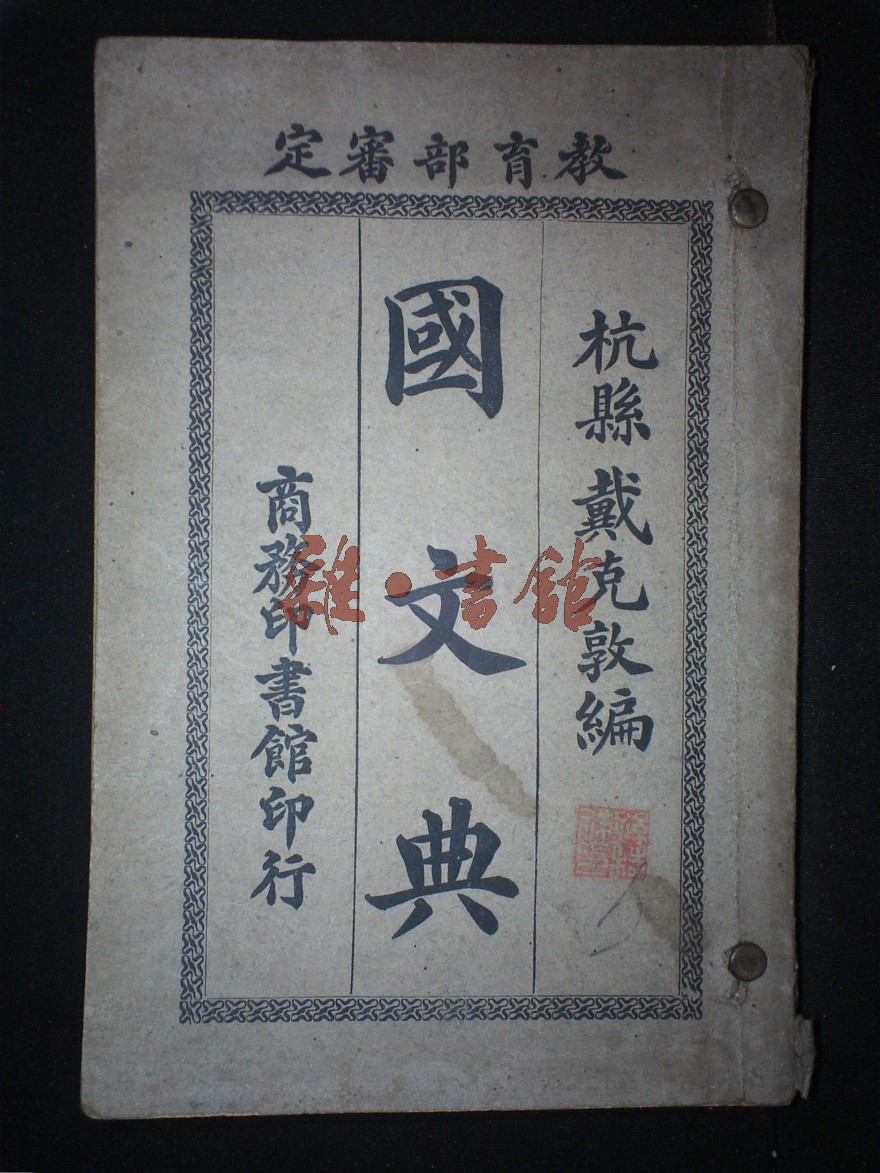 教育部審定
杭縣戴克敦編
國文典
商務印書館印行
雜·書館